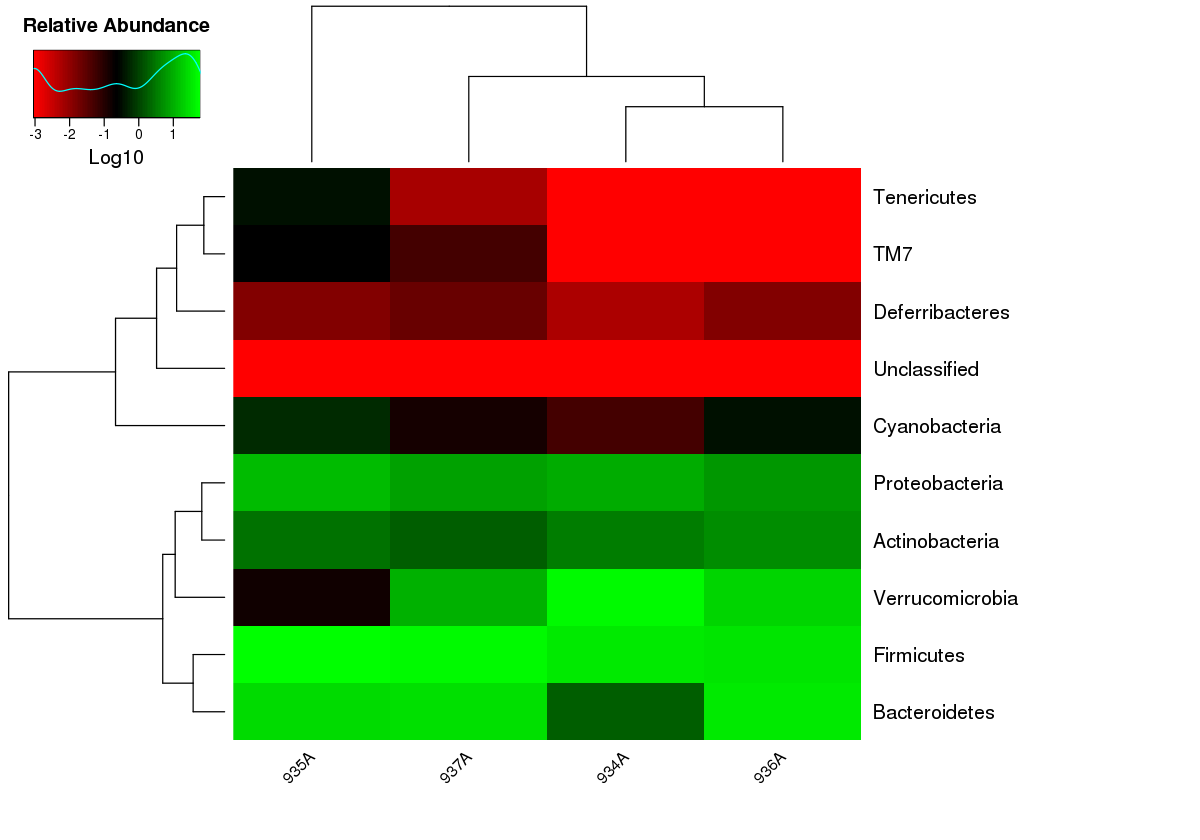 Relative Abundance
-3 -2 -1 0 1
Log10
Tenericutes
TM7
Deferribacteres
Unclassified
Cyanobacteria
Proteobacteria
Actinobacteria
Verrucomicrobia
Firmicutes
Bacteroidetes
935A 937A 934A 936A